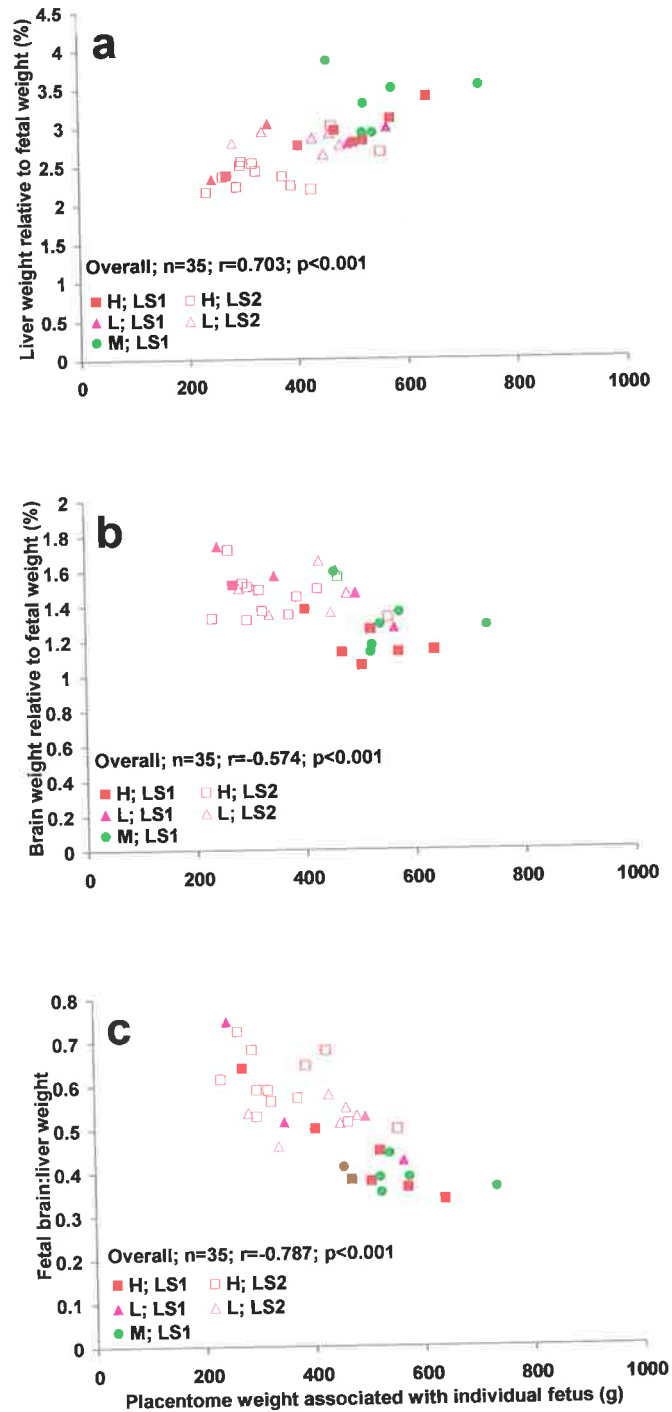 a
Liver weight relative to fetal weight (%)
4.5
4
3.5
3
2.5
2
1.5
1
0.5
0
Overall; n=35; r=0.703; p<0.001
H; LS1 H; LS2
L; LS1 L; LS2
M; LS1
0 200 400 600 800 1000
b
Brain weight relative to fetal weight (%)
2
1.8
1.6
1.4
1.2
1
0.8
0.6
0.4
0.2
0
Overall; n=35; r=-0.574; p<0.001
H; LS1 H; LS2
L; LS1 L; LS2
M; LS1
0 200 400 600 800 1000
c
Fetal brain:liver weight
0.8
0.7
0.6
0.5
0.4
0.3
0.2
0.1
0
Overall; n=35; r=-0.787; p<0.001
H; LS1 H; LS2
L; LS1 L; LS2
M; LS1
0 200 400 600 800 1000
Placentome weight associated with individual fetus (g)